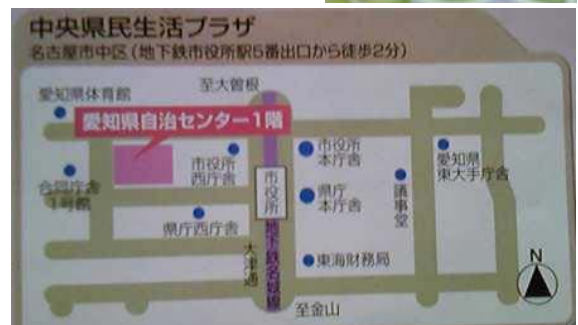 中央県民生活プラザ
名古屋市中区(地下鉄市役所駅5番出口から徒歩2分)
至大曽根
愛知県体育館
愛知県自治センター1階
市役所
西庁舎
市役所
本庁舎
愛知県
東大手庁舎
合同庁舎
1号館
市役所
県庁
本庁舎
議事堂
県庁西庁舎
大津通
地下鉄名城線
東海財務局
至金山
N